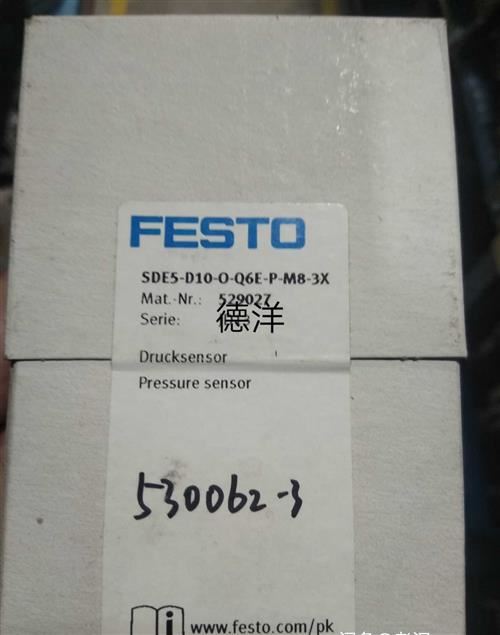 FESTO
SDE5-D10-O-Q6E-P-M8-3X
Mat.-Nr.: 529027
Serie:
德洋
Drucksensor
Pressure sensor
530062-3
www.festo.com/pk